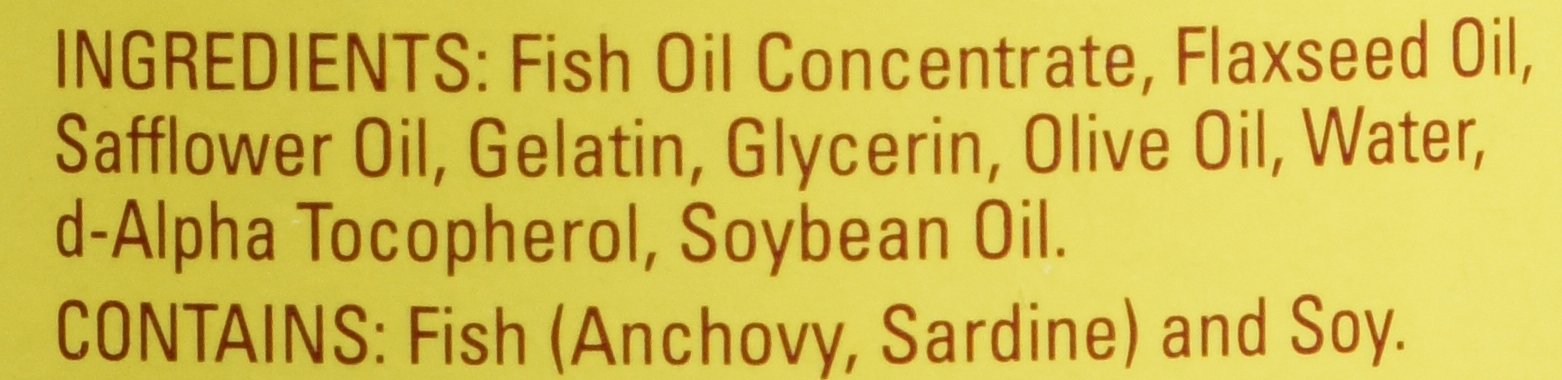 INGREDIENTS: Fish Oil Concentrate, Flaxseed Oil,
Safflower Oil, Gelatin, Glycerin, Olive Oil, Water,
d-Alpha Tocopherol, Soybean Oil.
CONTAINS: Fish (Anchovy, Sardine) and Soy.